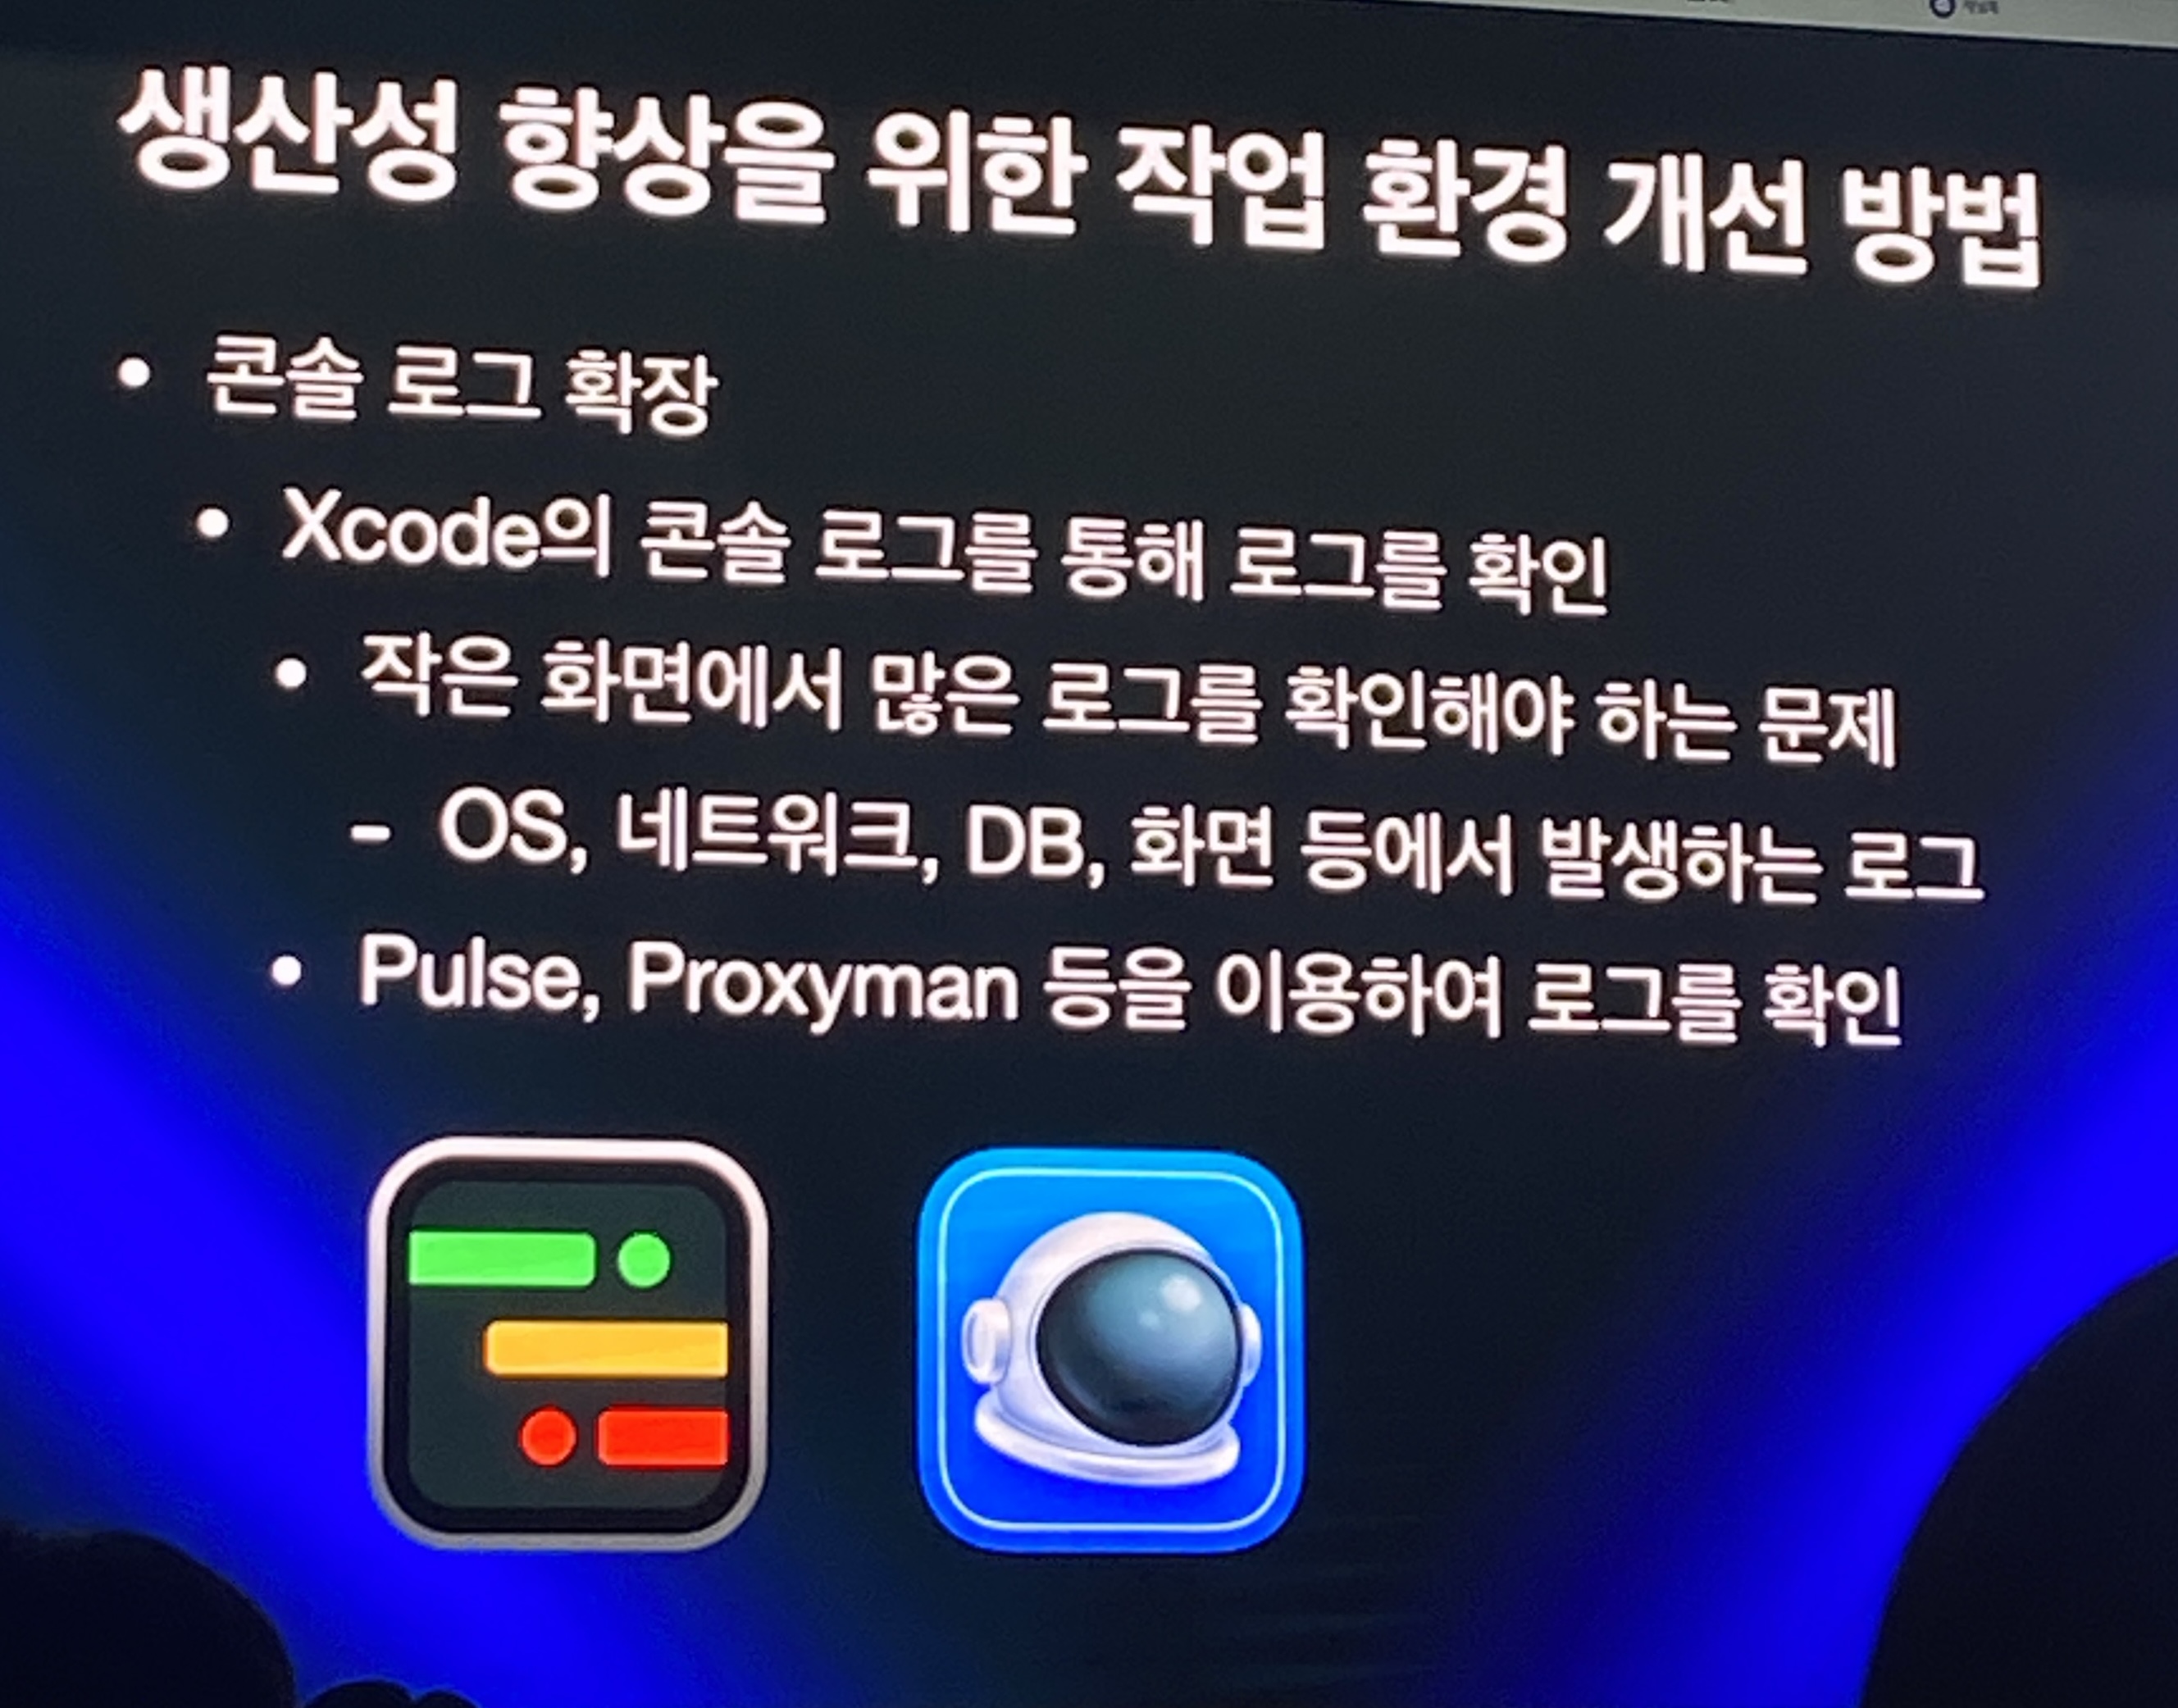 생산성 향상을 위한 작업 환경 개선 방법
• 콘솔 로그 확장
• Xcode의 콘솔 로그를 통해 로그를 확인
• 작은 화면에서 많은 로그를 확인해야 하는 문제
- OS, 네트워크, DB, 화면 등에서 발생하는 로그
• Pulse, Proxyman 등을 이용하여 로그를 확인